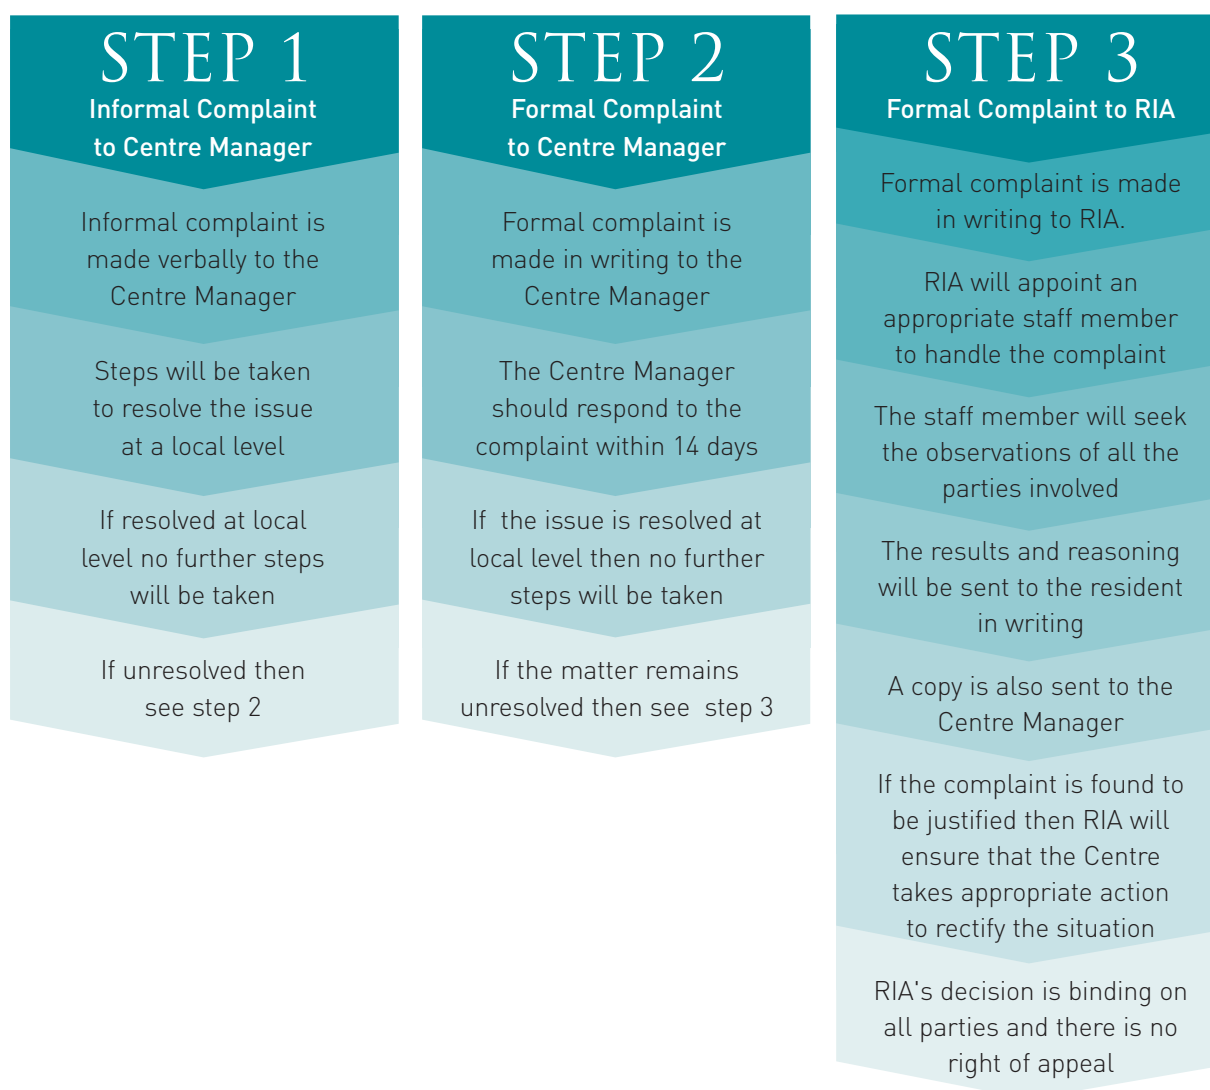 STEP 1
Informal Complaint
to Centre Manager
Informal complaint is
made verbally to the
Centre Manager
Steps will be taken
to resolve the issue
at a local level
If resolved at local
level no further steps
will be taken
If unresolved then
see step 2
STEP 2
Formal Complaint
to Centre Manager
Formal complaint is
made in writing to the
Centre Manager
The Centre Manager
should respond to the
complaint within 14 days
If the issue is resolved at
local level then no further
steps will be taken
If the matter remains
unresolved then see step 3
STEP 3
Formal Complaint to RIA
Formal complaint is made
in writing to RIA.
RIA will appoint an
appropriate staff member
to handle the complaint
The staff member will seek
the observations of all the
parties involved
The results and reasoning
will be sent to the resident
in writing
A copy is also sent to the
Centre Manager
If the complaint is found to
be justified then RIA will
ensure that the Centre
takes appropriate action
to rectify the situation
RIA's decision is binding on
all parties and there is no
right of appeal